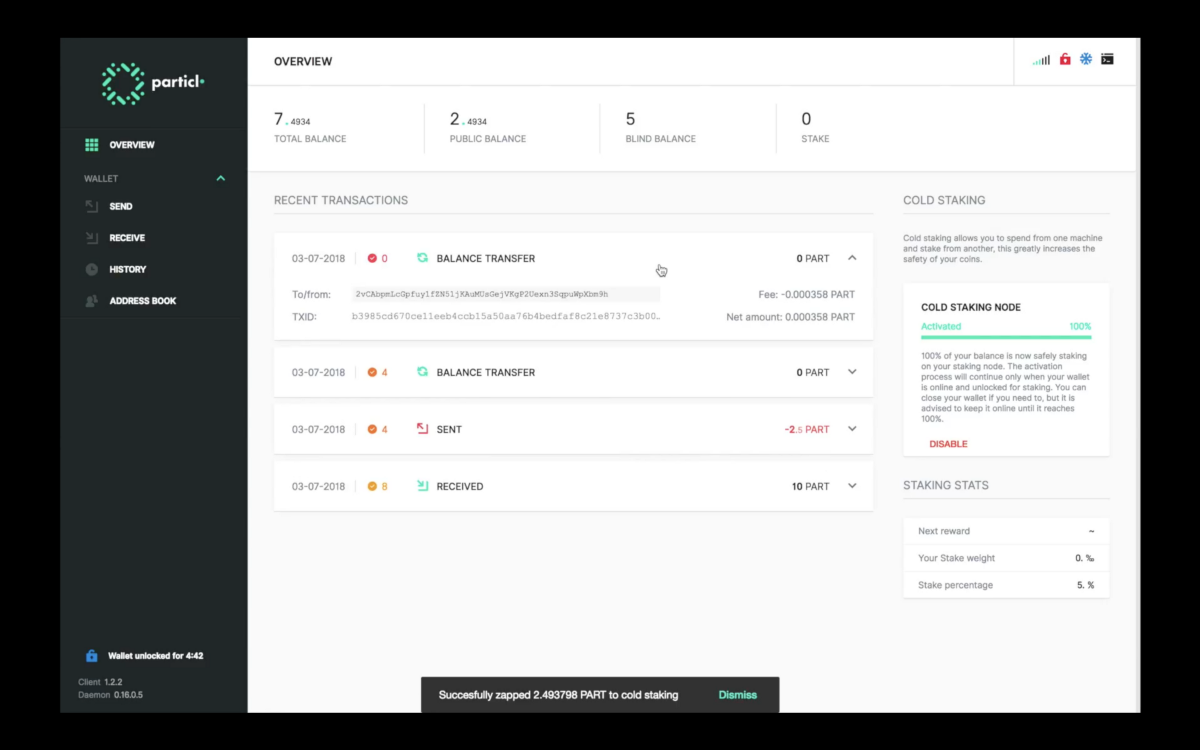 particl
OVERVIEW
WALLET
SEND
RECEIVE
HISTORY
ADDRESS BOOK
Wallet unlocked for 4:42
Client 1.2.2
Daemon 0.16.0.5
OVERVIEW
7.4934
TOTAL BALANCE
2.4934
PUBLIC BALANCE
5
BLIND BALANCE
0
STAKE
RECENT TRANSACTIONS
03-07-2018 0 BALANCE TRANSFER 0 PART
To/from: 2vCAbpmLcGpfuy1fZN51jKAuMUsGejVKgP2Uexn3SqpuWpXbm9h Fee: -0.000358 PART
TXID: b3985cd670ce11eeb4ccb15a50aa76b4bedfaf8c21e8737c3b00… Net amount: 0.000358 PART
03-07-2018 4 BALANCE TRANSFER 0 PART
03-07-2018 4 SENT -2.5 PART
03-07-2018 8 RECEIVED 10 PART
COLD STAKING
Cold staking allows you to spend from one machine
and stake from another, this greatly increases the
safety of your coins.
COLD STAKING NODE
Activated 100%
100% of your balance is now safely staking
on your staking node. The activation
process will continue only when your wallet
is online and unlocked for staking. You can
close your wallet if you need to, but it is
advised to keep it online until it reaches
100%.
DISABLE
STAKING STATS
Next reward ~
Your Stake weight 0. ‰
Stake percentage 5. %
Succesfully zapped 2.493798 PART to cold staking Dismiss